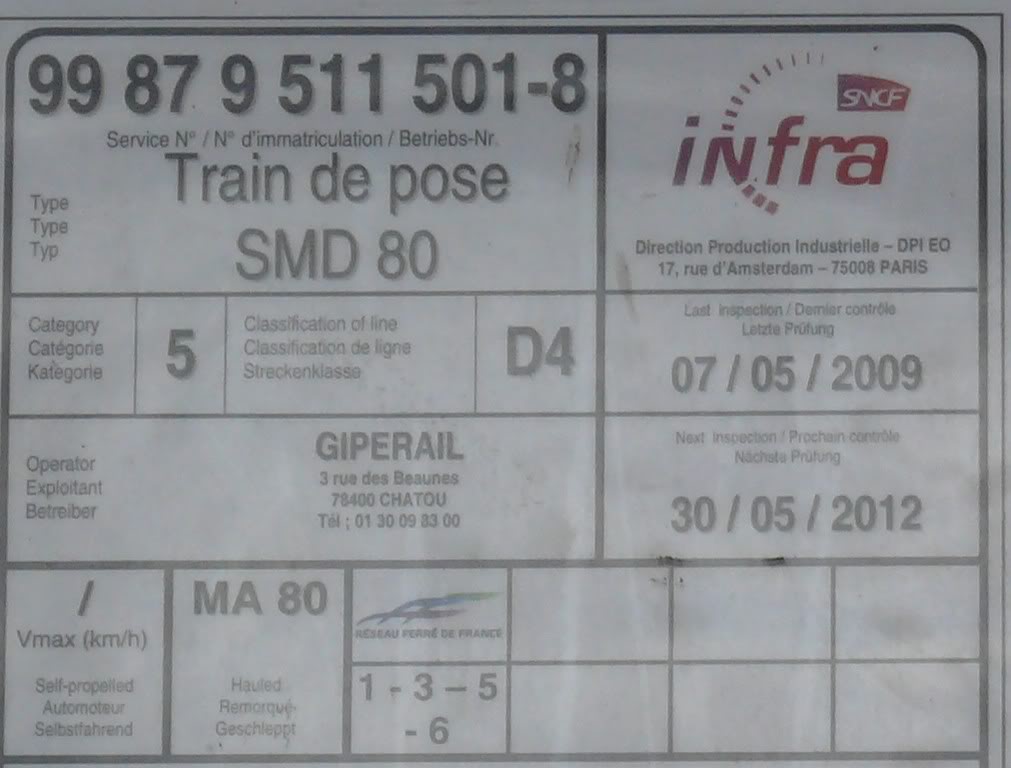 99 87 9 511 501-8
Service N° / N° d'immatriculation / Betriebs-Nr.
Type
Type
Typ
Train de pose
SMD 80
SNCF
infra
Direction Production Industrielle – DPI EO
17, rue d'Amsterdam – 75008 PARIS
Category
Catégorie
Kategorie
5
Classification of line
Classification de ligne
Streckenklasse
D4
Last Inspection / Dernier contrôle
Letzte Prüfung
07 / 05 / 2009
Operator
Exploitant
Betreiber
GIPERAIL
3 rue des Beaunes
78400 CHATOU
Tél : 01 30 09 83 00
Next Inspection / Prochain contrôle
Nächste Prüfung
30 / 05 / 2012
/
Vmax (km/h)
Self-propelled
Automoteur
Selbstfahrend
MA 80
Hauled
Remorqué
Geschleppt
RÉSEAU FERRÉ DE FRANCE
1 - 3 – 5
- 6